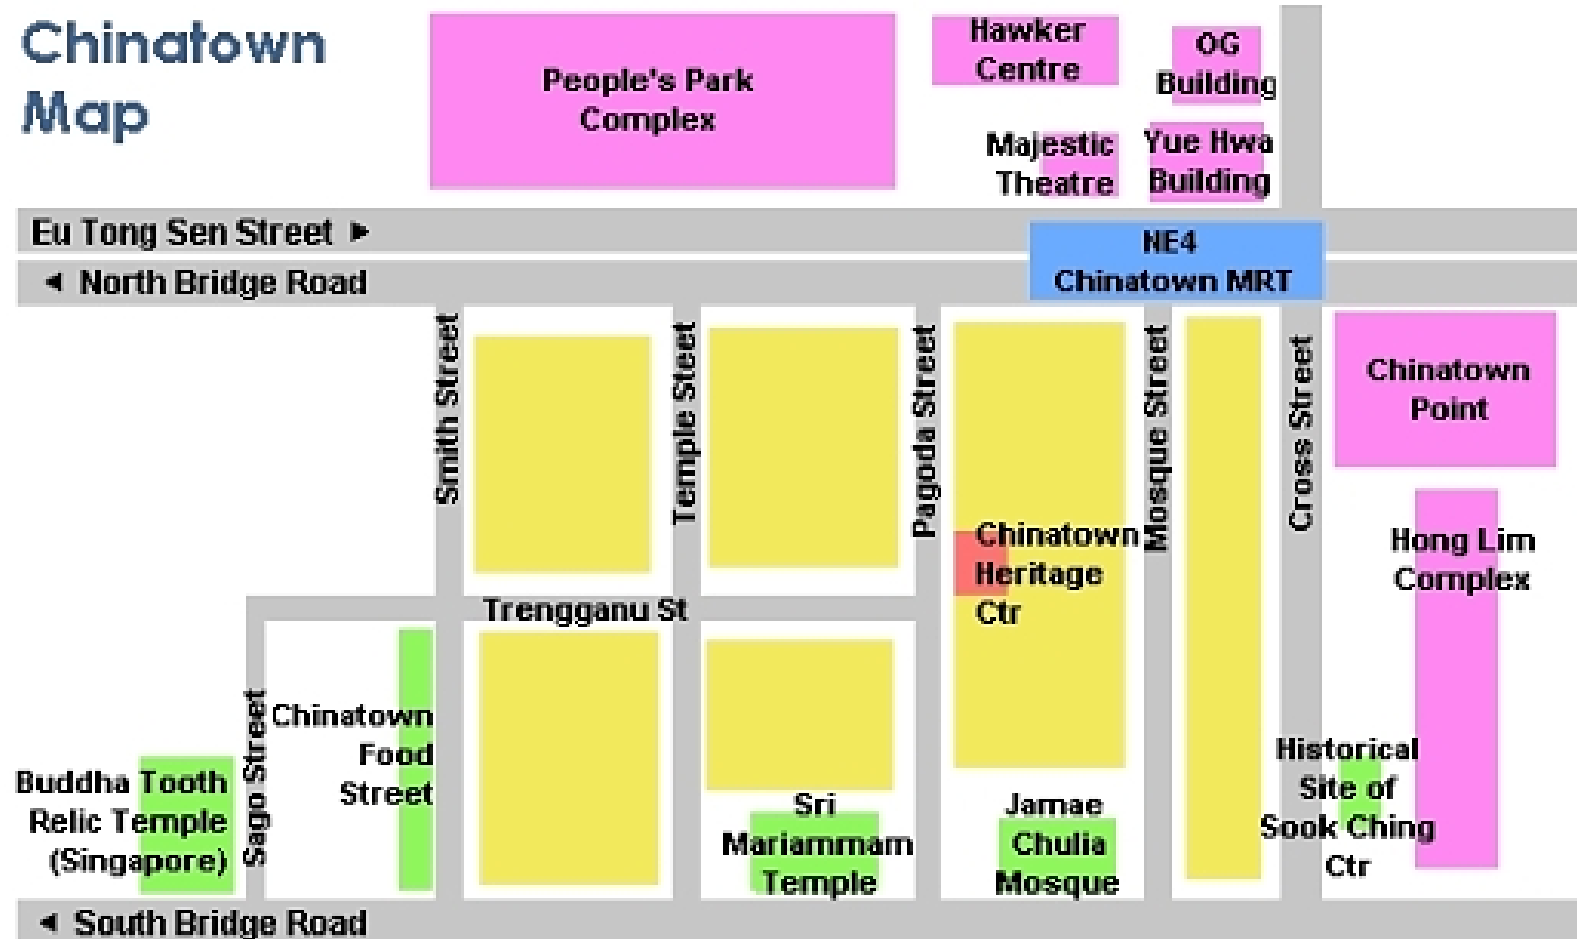 Chinatown
Map
People's Park
Complex
Hawker
Centre
OG
Building
Majestic
Theatre
Yue Hwa
Building
Eu Tong Sen Street ►
NE4
Chinatown MRT
◄ North Bridge Road
Smith Street
Temple Steet
Pagoda Street
Mosque Street
Cross Street
Chinatown
Point
Chinatown
Heritage
Ctr
Hong Lim
Complex
Trengganu St
Sago Street
Chinatown
Food
Street
Buddha Tooth
Relic Temple
(Singapore)
Sri
Mariammam
Temple
Jamae
Chulia
Mosque
Historical
Site of
Sook Ching
Ctr
◄ South Bridge Road